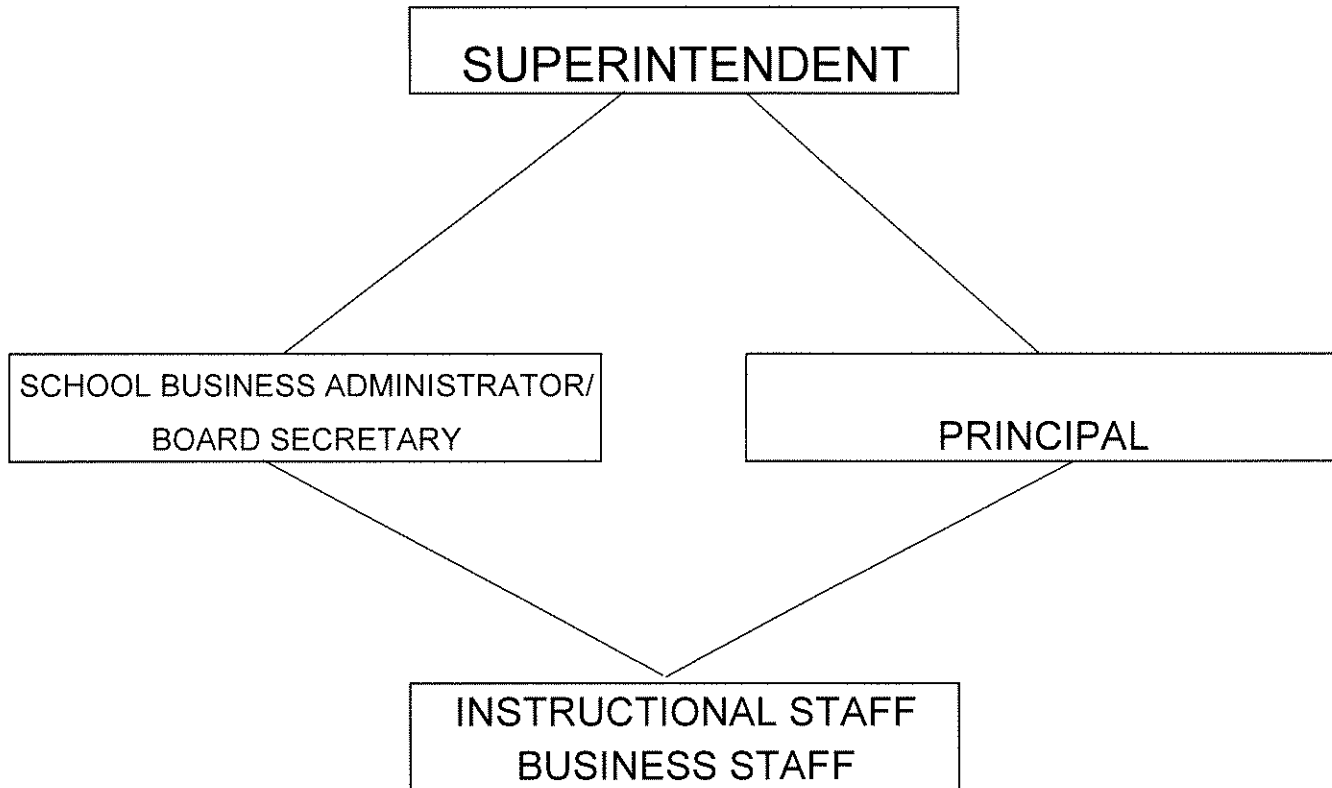 SUPERINTENDENT
SCHOOL BUSINESS ADMINISTRATOR/
BOARD SECRETARY
PRINCIPAL
INSTRUCTIONAL STAFF
BUSINESS STAFF